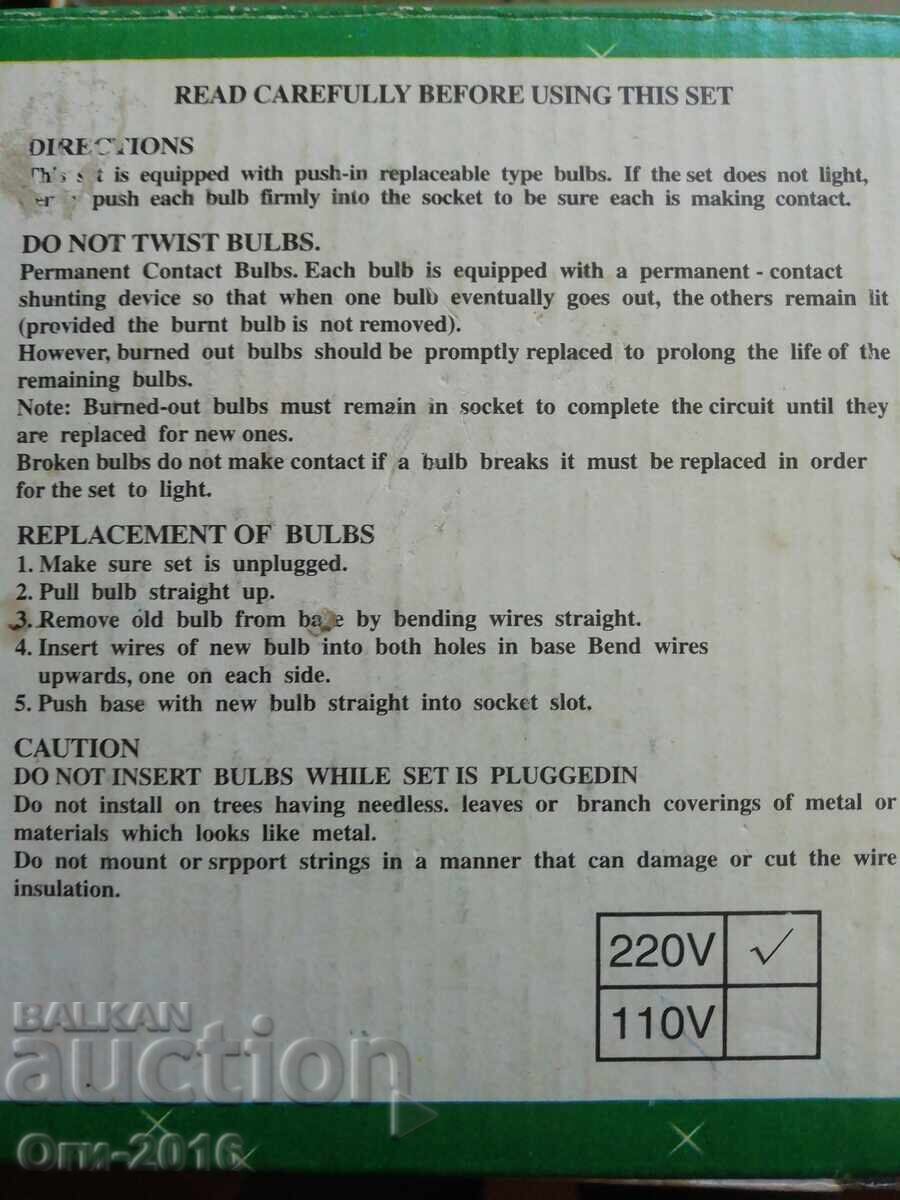 READ CAREFULLY BEFORE USING THIS SET
DIRECTIONS
This set is equipped with push-in replaceable type bulbs. If the set does not light,
push each bulb firmly into the socket to be sure each is making contact.
DO NOT TWIST BULBS.
Permanent Contact Bulbs. Each bulb is equipped with a permanent - contact
shunting device so that when one bulb eventually goes out, the others remain lit
(provided the burnt bulb is not removed).
However, burned out bulbs should be promptly replaced to prolong the life of the
remaining bulbs.
Note: Burned-out bulbs must remain in socket to complete the circuit until they
are replaced for new ones.
Broken bulbs do not make contact if a bulb breaks it must be replaced in order
for the set to light.
REPLACEMENT OF BULBS
1. Make sure set is unplugged.
2. Pull bulb straight up.
3. Remove old bulb from base by bending wires straight.
4. Insert wires of new bulb into both holes in base Bend wires
upwards, one on each side.
5. Push base with new bulb straight into socket slot.
CAUTION
DO NOT INSERT BULBS WHILE SET IS PLUGGEDIN
Do not install on trees having needless. leaves or branch coverings of metal or
materials which looks like metal.
Do not mount or srpport strings in a manner that can damage or cut the wire
insulation.
220V ✓
110V
BALKAN
auction
Оги-2016